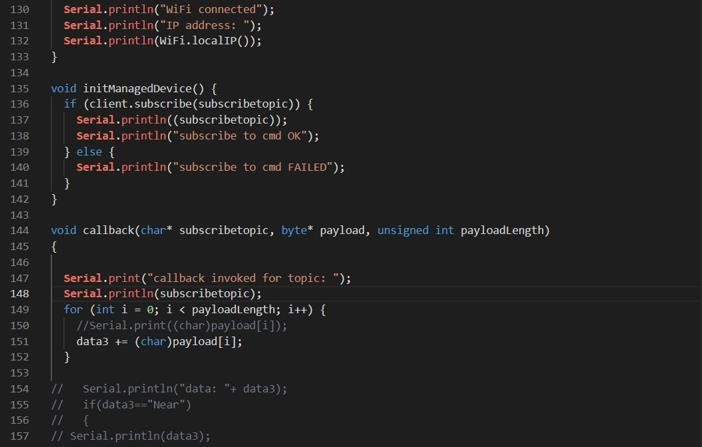 130 Serial.println("WiFi connected");
131 Serial.println("IP address: ");
132 Serial.println(WiFi.localIP());
133 }
134
135 void initManagedDevice() {
136 if (client.subscribe(subscribetopic)) {
137 Serial.println((subscribetopic));
138 Serial.println("subscribe to cmd OK");
139 } else {
140 Serial.println("subscribe to cmd FAILED");
141 }
142 }
143
144 void callback(char* subscribetopic, byte* payload, unsigned int payloadLength)
145 {
146
147 Serial.print("callback invoked for topic: ");
148 Serial.println(subscribetopic);
149 for (int i = 0; i < payloadLength; i++) {
150 //Serial.print((char)payload[i]);
151 data3 += (char)payload[i];
152 }
153
154 //   Serial.println("data: "+ data3);
155 //   if(data3=="Near")
156 //   {
157 // Serial.println(data3);